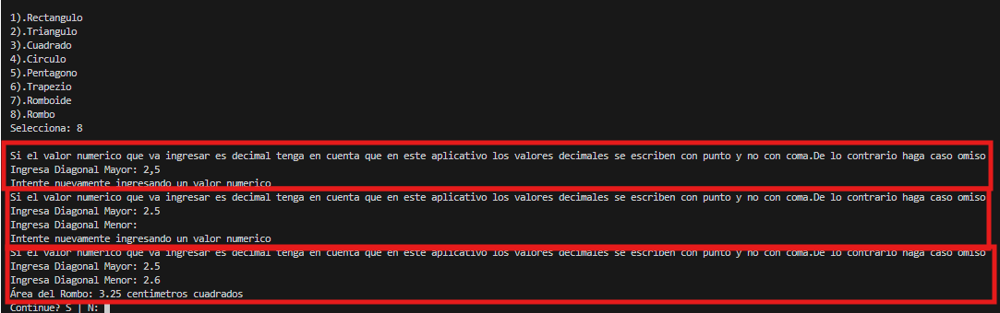 1).Rectangulo
2).Triangulo
3).Cuadrado
4).Circulo
5).Pentagono
6).Trapezio
7).Romboide
8).Rombo
Selecciona: 8
Si el valor numerico que va ingresar es decimal tenga en cuenta que en este aplicativo los valores decimales se escriben con punto y no con coma.De lo contrario haga caso omiso
Ingresa Diagonal Mayor: 2,5
Intente nuevamente ingresando un valor numerico
Si el valor numerico que va ingresar es decimal tenga en cuenta que en este aplicativo los valores decimales se escriben con punto y no con coma.De lo contrario haga caso omiso
Ingresa Diagonal Mayor: 2.5
Ingresa Diagonal Menor:
Intente nuevamente ingresando un valor numerico
Si el valor numerico que va ingresar es decimal tenga en cuenta que en este aplicativo los valores decimales se escriben con punto y no con coma.De lo contrario haga caso omiso
Ingresa Diagonal Mayor: 2.5
Ingresa Diagonal Menor: 2.6
Área del Rombo: 3.25 centimetros cuadrados
Continue? S | N: